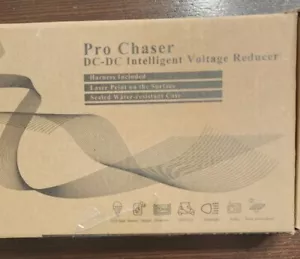 Pro Chaser
DC-DC Intelligent Voltage Reducer
Harness Included
Laser Print on the Surface
Sealed Water-resistant Case